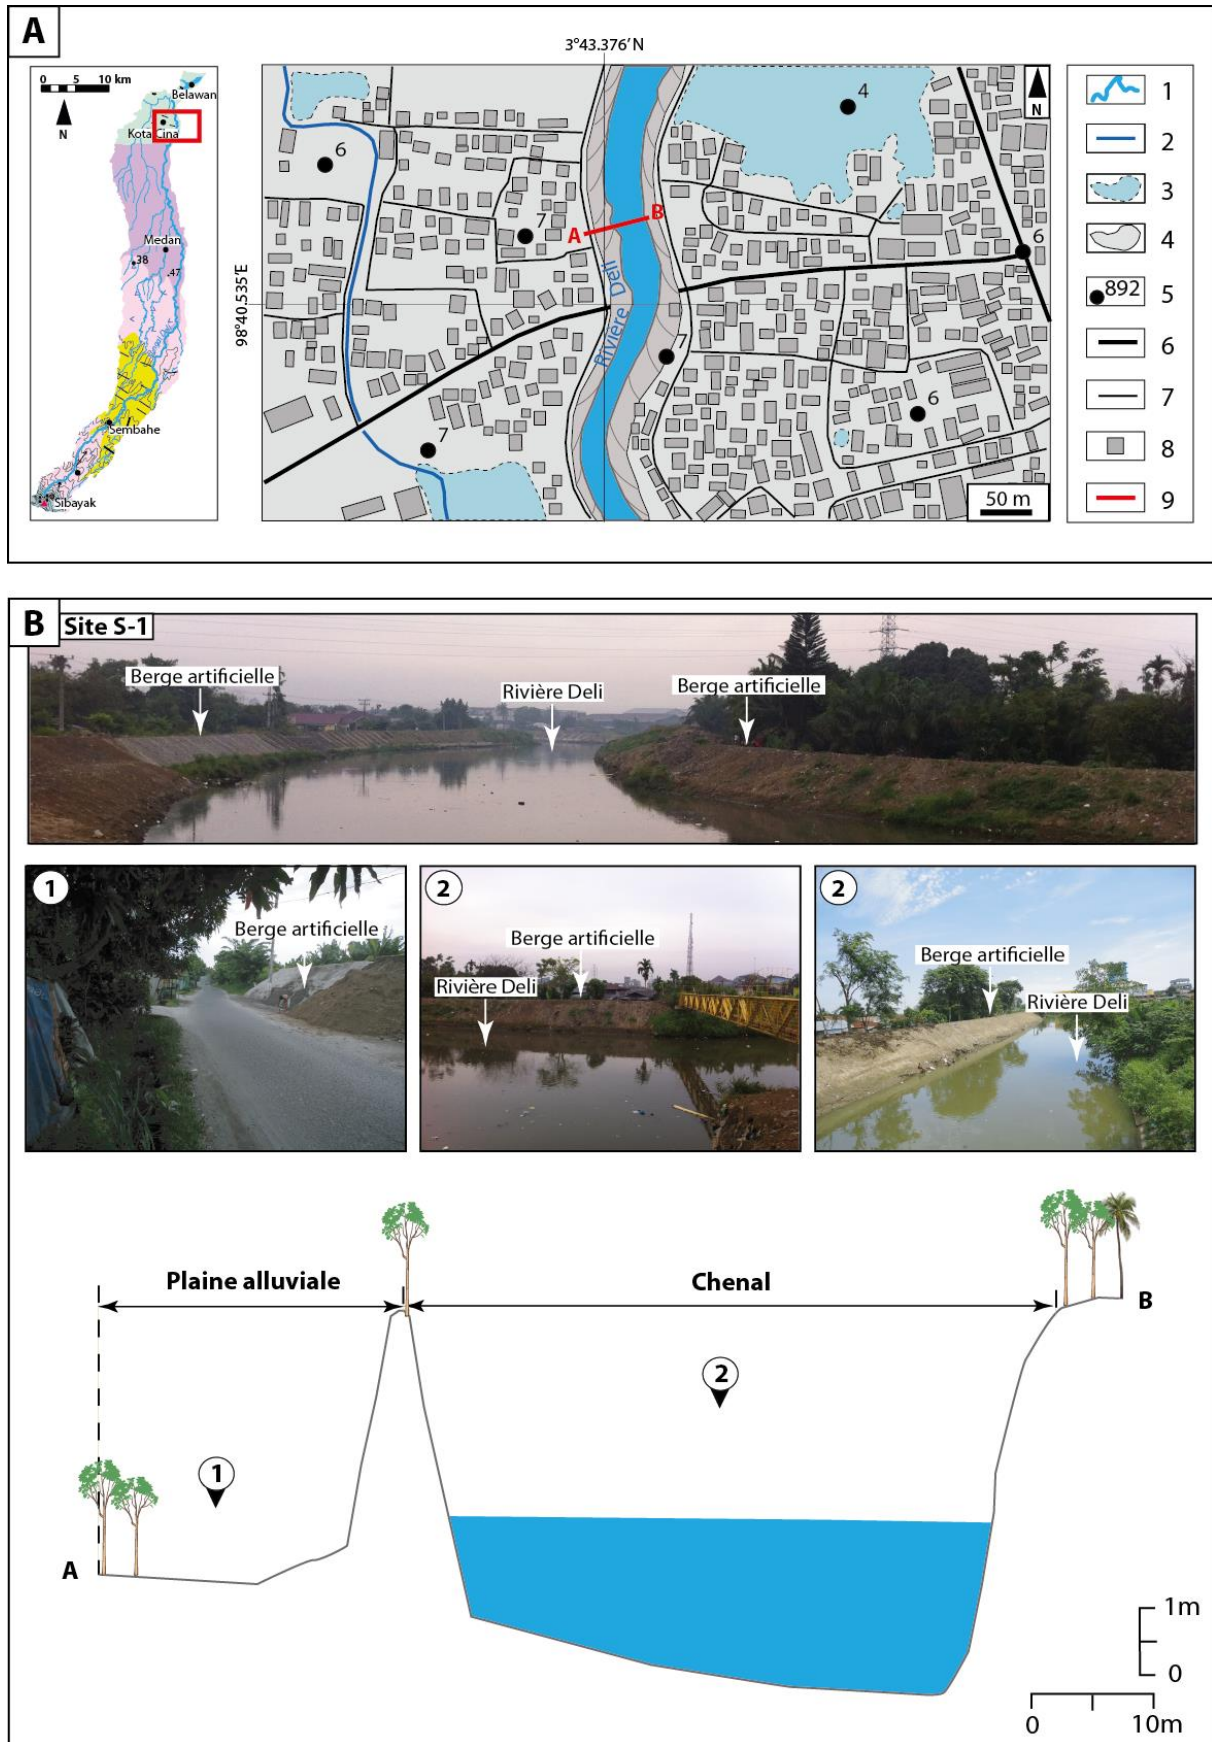 A
3°43.376’N
0 5 10 km
N
Belawan
Kota Cina
Medan
.38
.47
Sembahe
Sibayak
98°40.535’E
6
7
A
B
Rivière Deli
4
6
7
7
6
N
50 m
1
2
3
4
892 5
6
7
8
9
B Site S-1
Berge artificielle
Rivière Deli
Berge artificielle
1
Berge artificielle
2
Berge artificielle
Rivière Deli
2
Berge artificielle
Rivière Deli
Plaine alluviale
Chenal
B
2
1
A
1m
0
0 10m